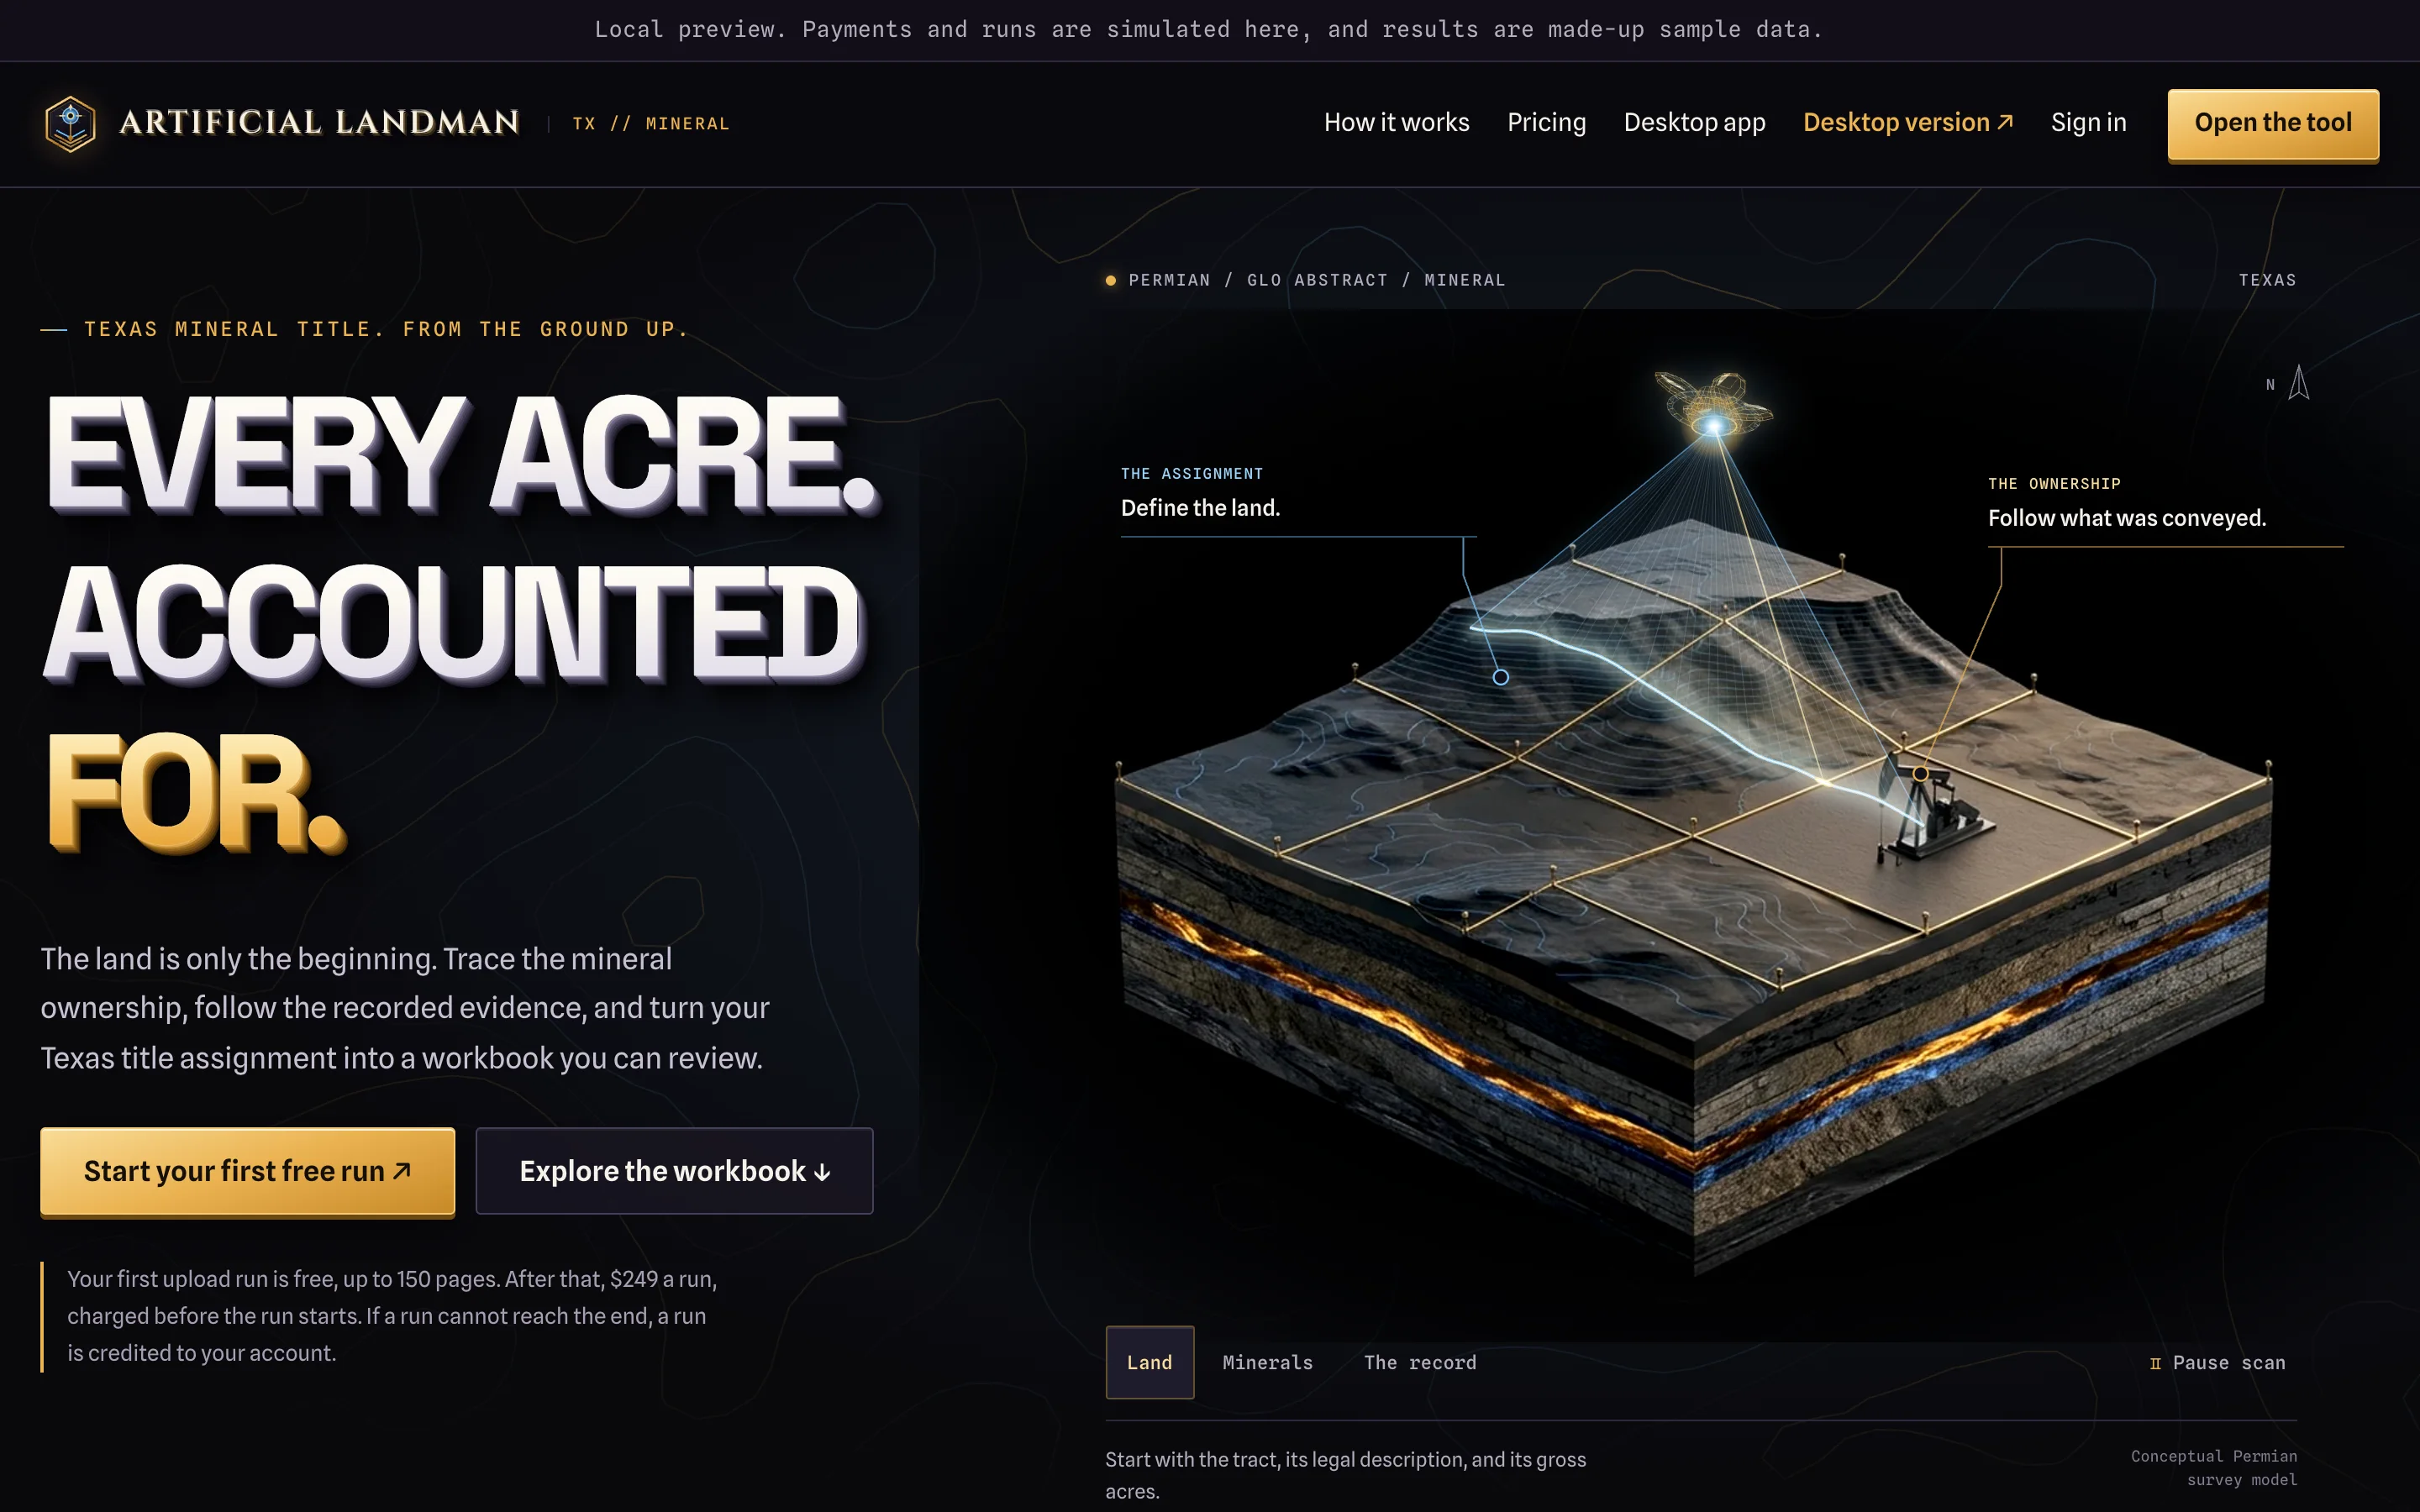 Local preview. Payments and runs are simulated here, and results are made-up sample data.
ARTIFICIAL LANDMAN
TX // MINERAL
How it works
Pricing
Desktop app
Desktop version ↗
Sign in
Open the tool
TEXAS MINERAL TITLE. FROM THE GROUND UP.
EVERY ACRE.
ACCOUNTED
FOR.
The land is only the beginning. Trace the mineral
ownership, follow the recorded evidence, and turn your
Texas title assignment into a workbook you can review.
Start your first free run ↗
Explore the workbook ↓
Your first upload run is free, up to 150 pages. After that, $249 a run,
charged before the run starts. If a run cannot reach the end, a run
is credited to your account.
PERMIAN / GLO ABSTRACT / MINERAL
TEXAS
N
THE ASSIGNMENT
Define the land.
THE OWNERSHIP
Follow what was conveyed.
Land
Minerals
The record
Pause scan
Start with the tract, its legal description, and its gross
acres.
Conceptual Permian
survey model